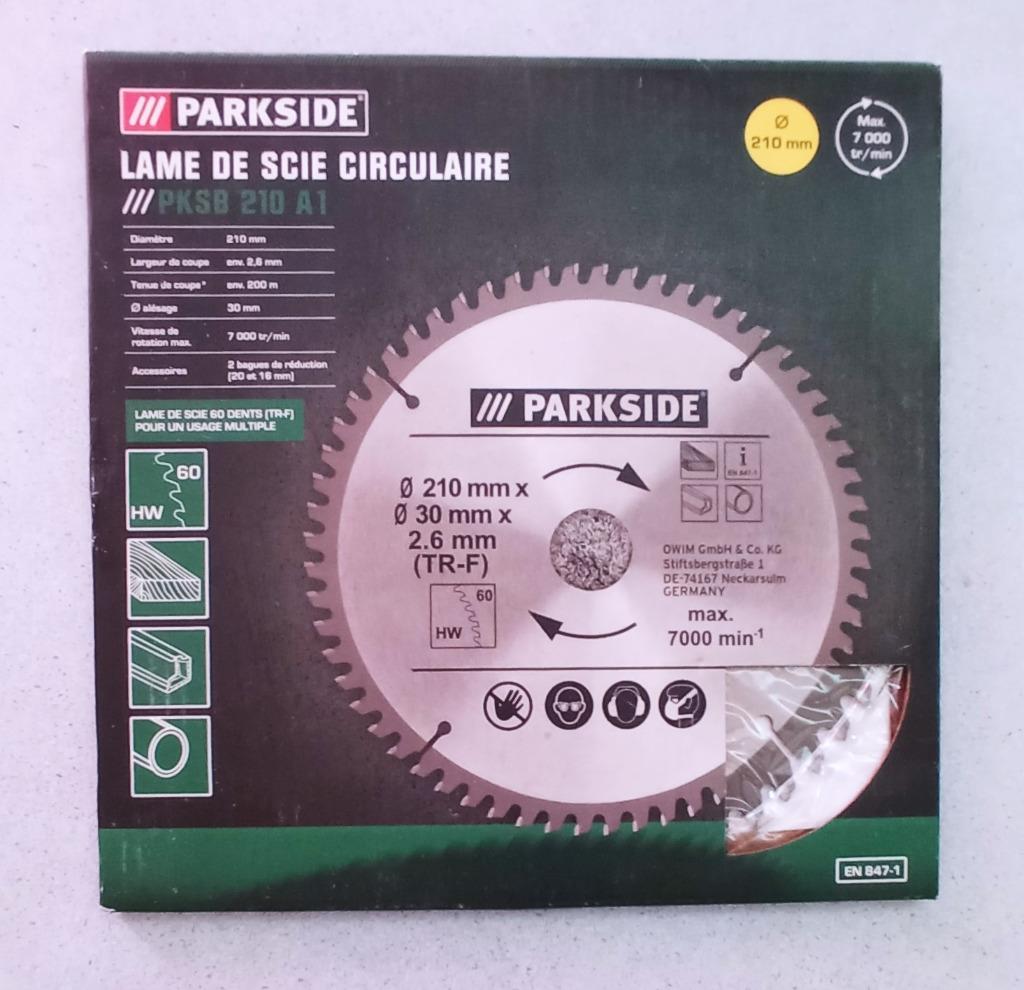 /// PARKSIDE®
LAME DE SCIE CIRCULAIRE
/// PKSB 210 A1
Ø
210 mm
Max.
7 000
tr/min
Diamètre 210 mm
Largeur de coupe env. 2,6 mm
Tenue de coupe* env. 200 m
Ø alésage 30 mm
Vitesse de
rotation max. 7 000 tr/min
Accessoires 2 bagues de réduction
(20 et 16 mm)
LAME DE SCIE 60 DENTS (TR-F)
POUR UN USAGE MULTIPLE
60
HW
/// PARKSIDE®
Ø 210 mm x
Ø 30 mm x
2.6 mm
(TR-F)
60
HW
i
EN 847-1
OWIM GmbH & Co. KG
Stiftsbergstraße 1
DE-74167 Neckarsulm
GERMANY
max.
7000 min-1
EN 847-1